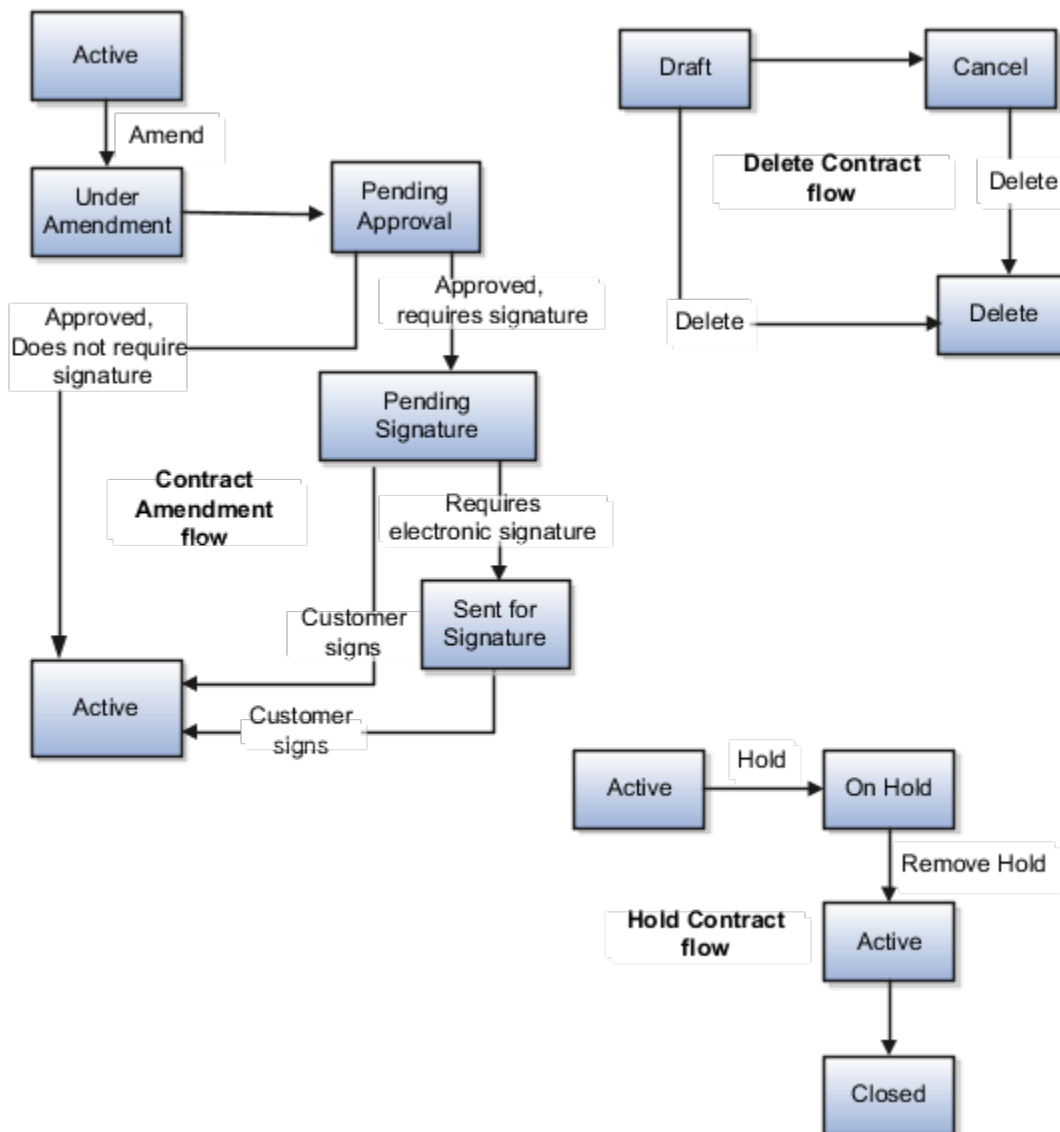 Active
Amend
Under
Amendment
Pending
Approval
Approved,
Does not require
signature
Approved,
requires signature
Pending
Signature
Contract
Amendment
flow
Requires
electronic signature
Sent for
Signature
Customer
signs
Customer
signs
Active
Draft
Cancel
Delete Contract
flow
Delete
Delete
Delete
Active
Hold
On Hold
Remove Hold
Hold Contract
flow
Active
Closed